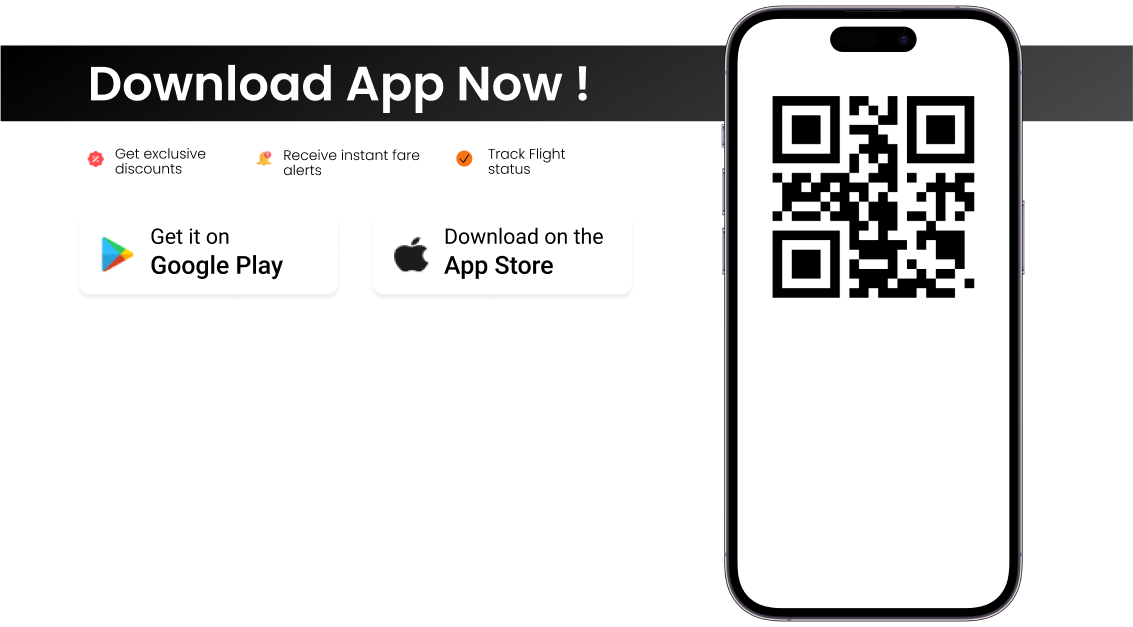 Download App Now !
Get exclusive
discounts
Receive instant fare
alerts
Track Flight
status
Get it on
Google Play
Download on the
App Store